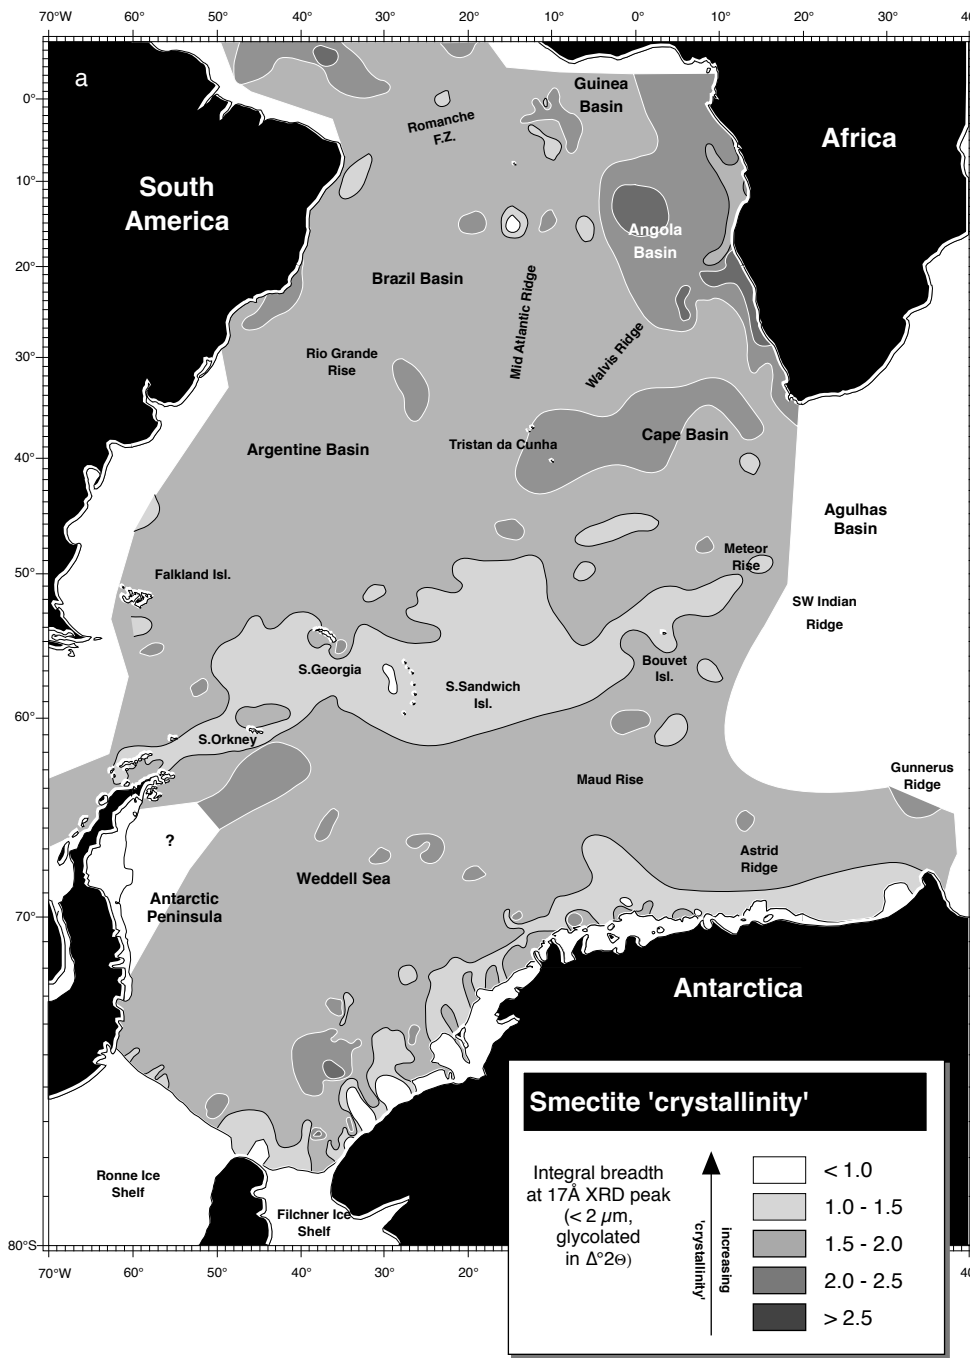 70°W 60° 50° 40° 30° 20° 10° 0° 10° 20° 30° 40
a
Guinea
Basin
0°
Romanche
F.Z.
Africa
10°
South
America
Angola
Basin
20°
Brazil Basin
Mid Atlantic Ridge
Walvis Ridge
30°
Rio Grande
Rise
Argentine Basin
Tristan da Cunha
Cape Basin
40°
Agulhas
Basin
Meteor
Rise
50°
Falkland Isl.
SW Indian
Ridge
S.Georgia
Bouvet
Isl.
S.Sandwich
Isl.
60°
S.Orkney
Maud Rise
Gunnerus
Ridge
?
Astrid
Ridge
Weddell Sea
Antarctic
Peninsula
70°
Antarctica
Ronne Ice
Shelf
Filchner Ice
Shelf
80°S
70°W 60° 50° 40° 30° 20° 40
Smectite 'crystallinity'
Integral breadth
at 17Å XRD peak
(< 2 µm,
glycolated
in Δ°2Θ)
increasing
'crystallinity'
< 1.0
1.0 - 1.5
1.5 - 2.0
2.0 - 2.5
> 2.5